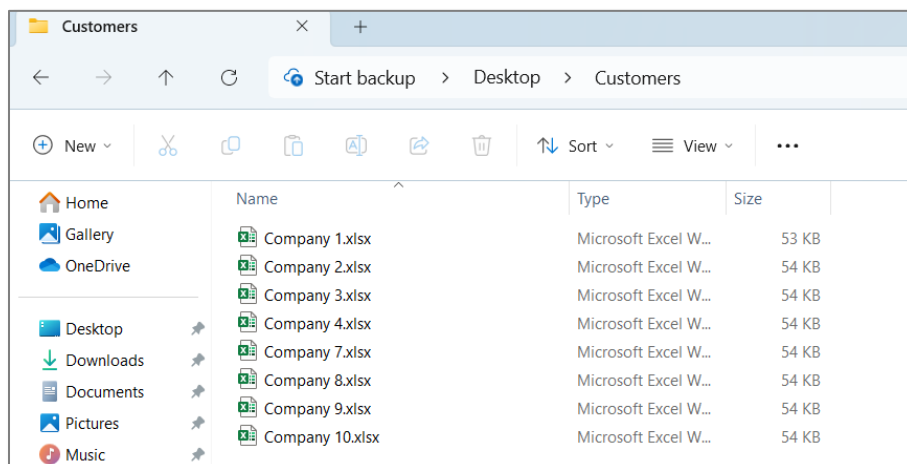 Customers
Start backup > Desktop > Customers
New Sort View
Home
Gallery
OneDrive
Desktop
Downloads
Documents
Pictures
Music
Name Type Size
Company 1.xlsx Microsoft Excel W... 53 KB
Company 2.xlsx Microsoft Excel W... 54 KB
Company 3.xlsx Microsoft Excel W... 54 KB
Company 4.xlsx Microsoft Excel W... 54 KB
Company 7.xlsx Microsoft Excel W... 54 KB
Company 8.xlsx Microsoft Excel W... 54 KB
Company 9.xlsx Microsoft Excel W... 54 KB
Company 10.xlsx Microsoft Excel W... 54 KB